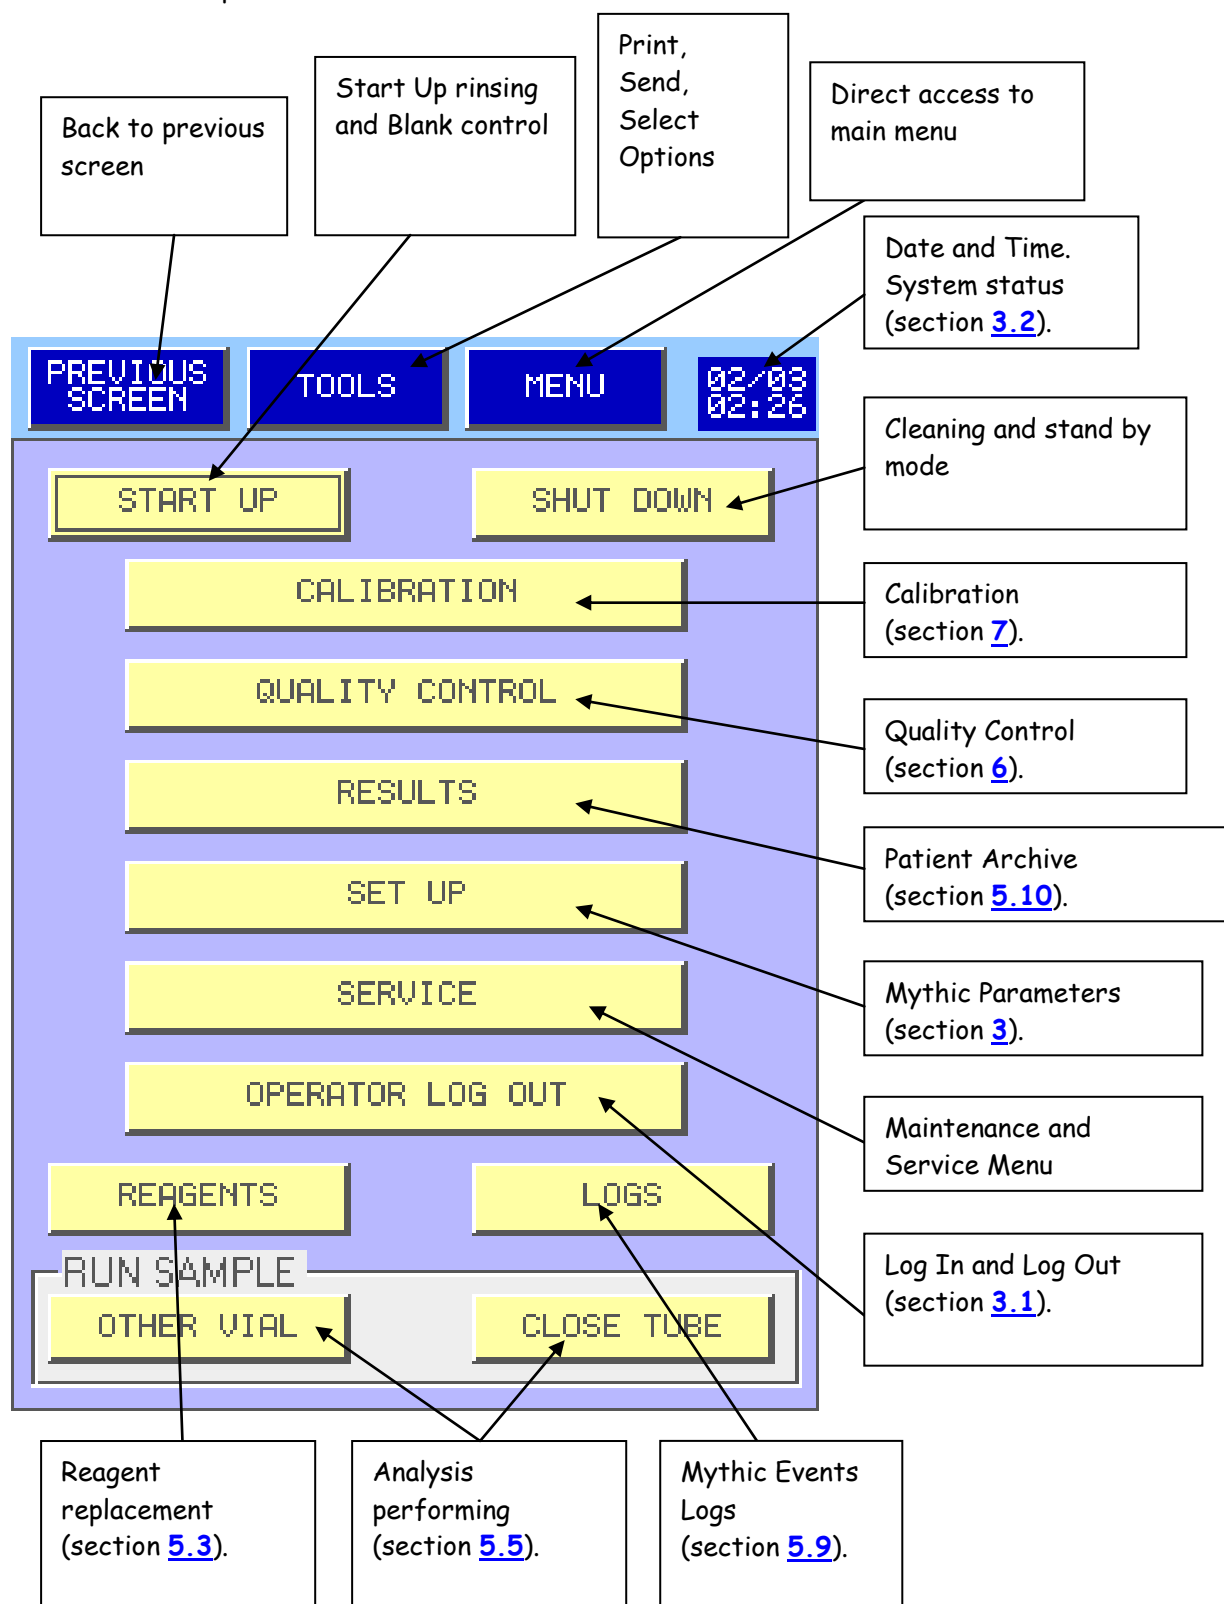 Print,
Send,
Select
Options
Start Up rinsing
and Blank control
Direct access to
main menu
Back to previous
screen
Date and Time.
System status
(section 3.2).
PREVIOUS
SCREEN
TOOLS
MENU
02/03
02:26
Cleaning and stand by
mode
START UP
SHUT DOWN
CALIBRATION
Calibration
(section 7).
QUALITY CONTROL
Quality Control
(section 6).
RESULTS
Patient Archive
(section 5.10).
SET UP
Mythic Parameters
(section 3).
SERVICE
Maintenance and
Service Menu
OPERATOR LOG OUT
Log In and Log Out
(section 3.1).
REAGENTS
LOGS
RUN SAMPLE
OTHER VIAL
CLOSE TUBE
Reagent
replacement
(section 5.3).
Analysis
performing
(section 5.5).
Mythic Events
Logs
(section 5.9).